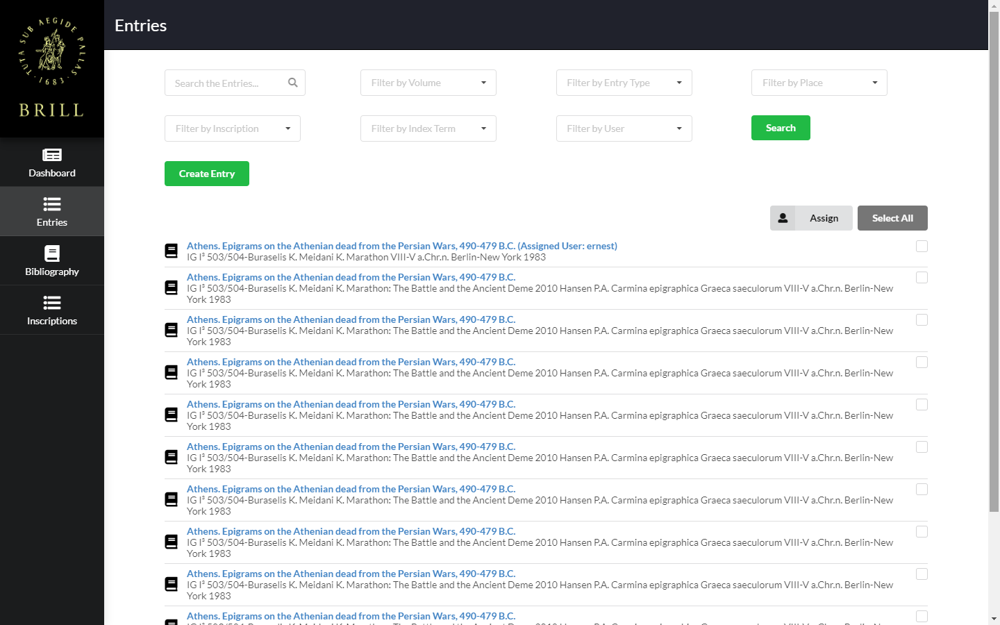 TUTA SUB AEGIDE PALLAS · 1683 ·
BRILL
Dashboard
Entries
Bibliography
Inscriptions
Entries
Search the Entries...
Filter by Volume
Filter by Entry Type
Filter by Place
Filter by Inscription
Filter by Index Term
Filter by User
Search
Create Entry
Assign
Select All
Athens. Epigrams on the Athenian dead from the Persian Wars, 490-479 B.C. (Assigned User: ernest)
IG I³ 503/504-Buraselis K. Meidani K. Marathon VIII-V a.Chr.n. Berlin-New York 1983
Athens. Epigrams on the Athenian dead from the Persian Wars, 490-479 B.C.
IG I³ 503/504-Buraselis K. Meidani K. Marathon: The Battle and the Ancient Deme 2010 Hansen P.A. Carmina epigraphica Graeca saeculorum VIII-V a.Chr.n. Berlin-New
York 1983
Athens. Epigrams on the Athenian dead from the Persian Wars, 490-479 B.C.
IG I³ 503/504-Buraselis K. Meidani K. Marathon: The Battle and the Ancient Deme 2010 Hansen P.A. Carmina epigraphica Graeca saeculorum VIII-V a.Chr.n. Berlin-New
York 1983
Athens. Epigrams on the Athenian dead from the Persian Wars, 490-479 B.C.
IG I³ 503/504-Buraselis K. Meidani K. Marathon: The Battle and the Ancient Deme 2010 Hansen P.A. Carmina epigraphica Graeca saeculorum VIII-V a.Chr.n. Berlin-New
York 1983
Athens. Epigrams on the Athenian dead from the Persian Wars, 490-479 B.C.
IG I³ 503/504-Buraselis K. Meidani K. Marathon: The Battle and the Ancient Deme 2010 Hansen P.A. Carmina epigraphica Graeca saeculorum VIII-V a.Chr.n. Berlin-New
York 1983
Athens. Epigrams on the Athenian dead from the Persian Wars, 490-479 B.C.
IG I³ 503/504-Buraselis K. Meidani K. Marathon: The Battle and the Ancient Deme 2010 Hansen P.A. Carmina epigraphica Graeca saeculorum VIII-V a.Chr.n. Berlin-New
York 1983
Athens. Epigrams on the Athenian dead from the Persian Wars, 490-479 B.C.
IG I³ 503/504-Buraselis K. Meidani K. Marathon: The Battle and the Ancient Deme 2010 Hansen P.A. Carmina epigraphica Graeca saeculorum VIII-V a.Chr.n. Berlin-New
York 1983
Athens. Epigrams on the Athenian dead from the Persian Wars, 490-479 B.C.
IG I³ 503/504-Buraselis K. Meidani K. Marathon: The Battle and the Ancient Deme 2010 Hansen P.A. Carmina epigraphica Graeca saeculorum VIII-V a.Chr.n. Berlin-New
York 1983
Athens. Epigrams on the Athenian dead from the Persian Wars, 490-479 B.C.
IG I³ 503/504-Buraselis K. Meidani K. Marathon: The Battle and the Ancient Deme 2010 Hansen P.A. Carmina epigraphica Graeca saeculorum VIII-V a.Chr.n. Berlin-New
York 1983
Athens. Epigrams on the Athenian dead from the Persian Wars, 490-479 B.C.